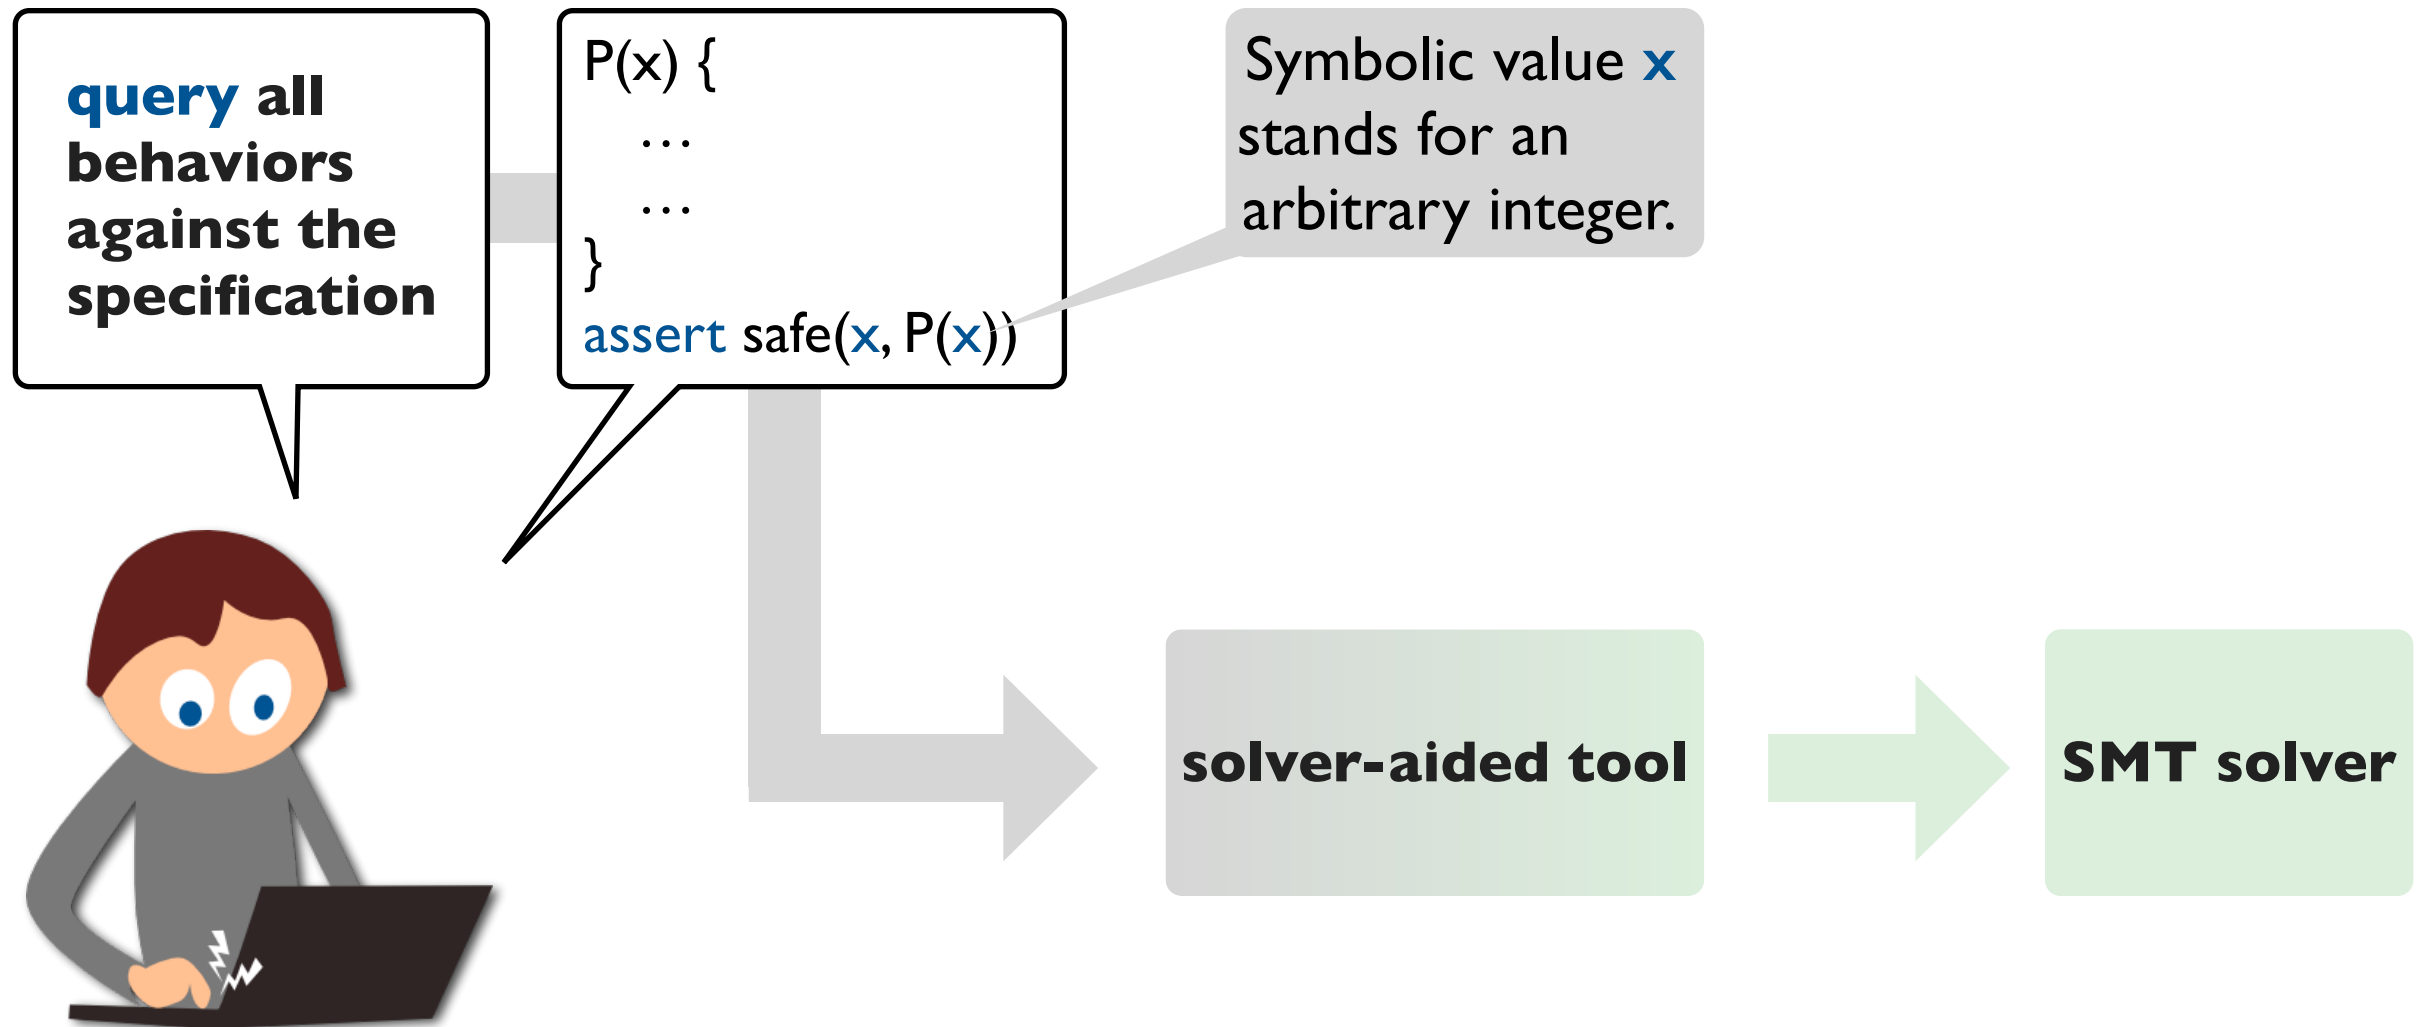 query all
behaviors
against the
specification
P(x) {
…
…
}
assert safe(x, P(x))
Symbolic value x
stands for an
arbitrary integer.
solver-aided tool
SMT solver